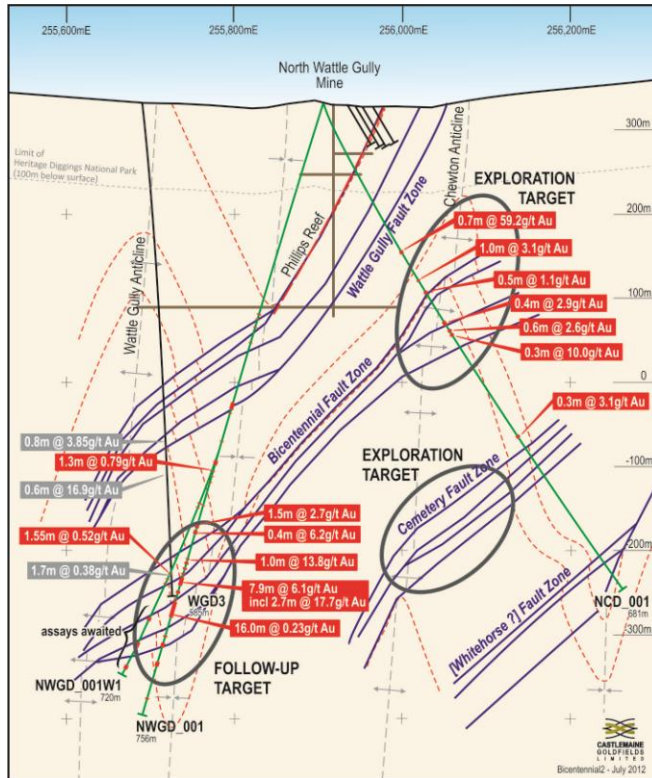 255,600mE
255,800mE
256,000mE
256,200mE
North Wattle Gully
Mine
300m
Limit of
Heritage Diggings National Park
(100m below surface)
Chewton Anticline
EXPLORATION
TARGET
200m
0.7m @ 59.2g/t Au
Phillips Reef
Wattle Gully Fault Zone
1.0m @ 3.1g/t Au
Wattle Gully Anticline
0.5m @ 1.1g/t Au
100m
0.4m @ 2.9g/t Au
0.6m @ 2.6g/t Au
0.3m @ 10.0g/t Au
0
Bicentennial Fault Zone
0.3m @ 3.1g/t Au
0.8m @ 3.85g/t Au
1.3m @ 0.79g/t Au
EXPLORATION
TARGET
0.6m @ 16.9g/t Au
-100m
Cemetery Fault Zone
1.5m @ 2.7g/t Au
0.4m @ 6.2g/t Au
1.55m @ 0.52g/t Au
1.0m @ 13.8g/t Au
-200m
1.7m @ 0.38g/t Au
7.9m @ 6.1g/t Au
incl 2.7m @ 17.7g/t Au
WGD3
585m
NCD_001
681m
16.0m @ 0.23g/t Au
assays awaited
[Whitehorse ?] Fault Zone
-300m
FOLLOW-UP
TARGET
NWGD_001W1
720m
NWGD_001
756m
CASTLEMAINE
GOLDFIELDS
LIMITED
Bicentennial2 - July 2012